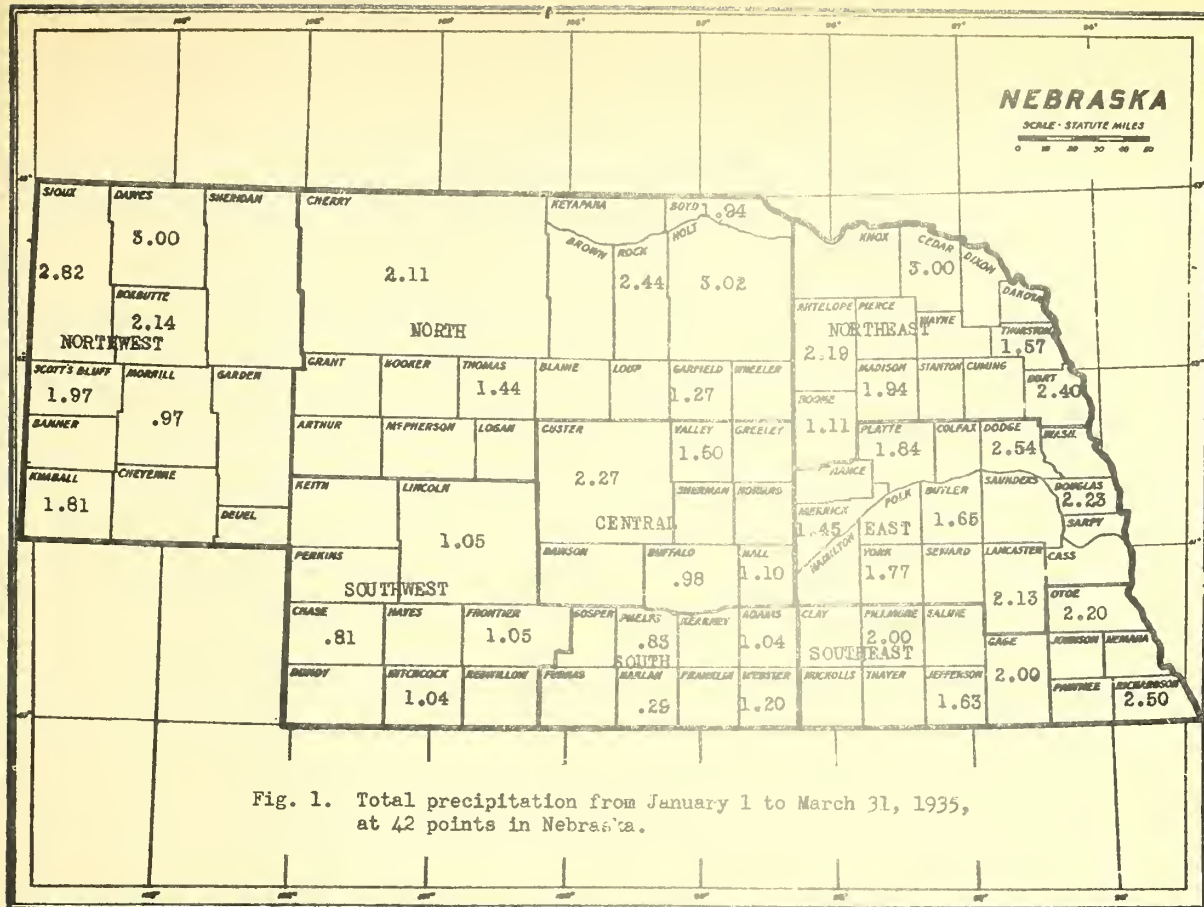 NEBRASKA
SCALE - STATUTE MILES
0 10 20 30 40 50
SIOUX DAWES SHERIDAN CHERRY KEYAPAHA BOYD .94
BROWN ROCK HOLT KNOX CEDAR DIXON
3.00
2.82 2.11 2.44 3.02 3.00
DAKOTA
BOXBUTTE
2.14
ANTELOPE PIERCE WAYNE THURSTON
NORTHWEST NORTH NORTHEAST
2.19 1.57
SCOTT'S BLUFF MORRILL GARDEN GRANT HOOKER THOMAS BLAINE LOUP GARFIELD WHEELER MADISON STANTON CUMING BURT
1.97 .97 1.44 1.27 1.94 2.40
BOONE
BANNER ARTHUR McPHERSON LOGAN CUSTER VALLEY GREELEY 1.11 PLATTE COLFAX DODGE WASH.
1.50 1.84 2.54
KIMBALL CHEYENNE NANCE
1.81 2.27
KEITH LINCOLN SHERMAN HOWARD POLK BUTLER SAUNDERS DOUGLAS
2.23
DEUEL MERRICK 1.65
1.45
CENTRAL EAST SARPY
1.05
PERKINS DAWSON BUFFALO HALL HAMILTON YORK SEWARD LANCASTER CASS
.98 1.10 1.77
SOUTHWEST 2.13 OTOE
2.20
CHASE HAYES FRONTIER GOSPER PHELPS KEARNEY ADAMS CLAY FILLMORE SALINE
.81 1.05 .83 1.04 2.00
GAGE JOHNSON NEMAHA
SOUTH SOUTHEAST
2.00
DUNDY HITCHCOCK REDWILLOW FURNAS HARLAN FRANKLIN WEBSTER NUCKOLLS THAYER JEFFERSON PAWNEE RICHARDSON
1.04 .29 1.20 1.63 2.50
Fig. 1. Total precipitation from January 1 to March 31, 1935,
at 42 points in Nebraska.